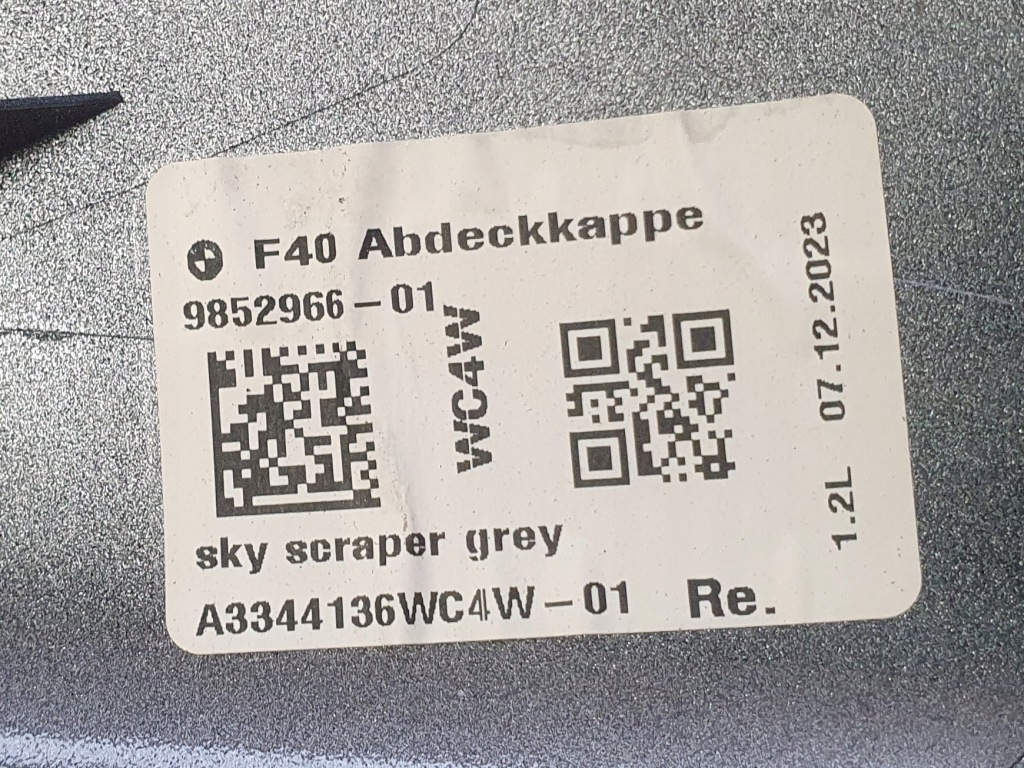 F40 Abdeckkappe
9852966-01
WC4W
sky scraper grey
A3344136WC4W-01 Re.
1.2L 07.12.2023